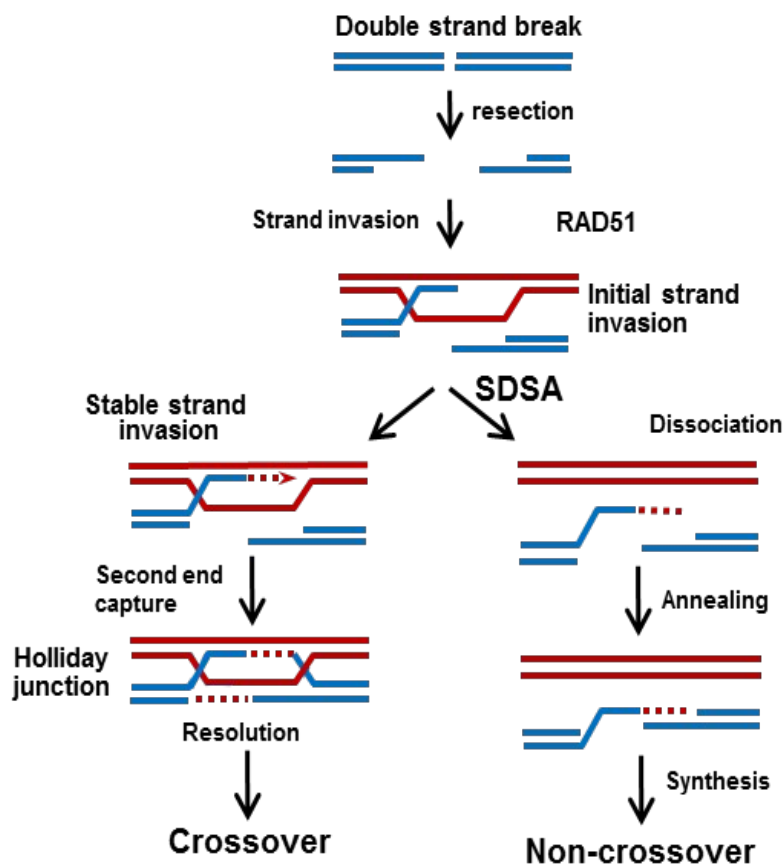 Double strand break
resection
Strand invasion
RAD51
Initial strand
invasion
SDSA
Stable strand
invasion
Dissociation
Second end
capture
Annealing
Holliday
junction
Resolution
Synthesis
Crossover
Non-crossover